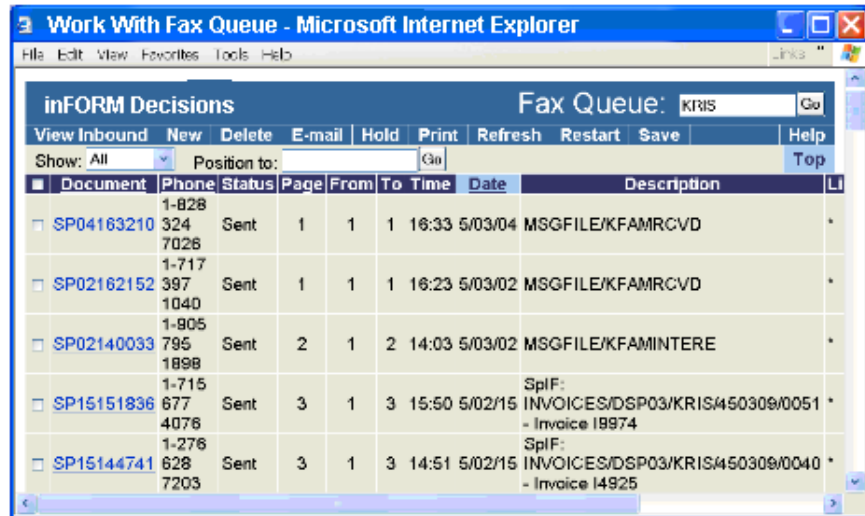 Work With Fax Queue - Microsoft Internet Explorer
File Edit View Favorites Tools Help Links "
inFORM Decisions Fax Queue: KRIS Go
View Inbound New Delete E-mail Hold Print Refresh Restart Save Help
Show: All Position to: Go Top
Document Phone Status Page From To Time Date Description Li
1-828
SP04163210 324 Sent 1 1 1 16:33 5/03/04 MSGFILE/KFAMRCVD *
7026
1-717
SP02162152 397 Sent 1 1 1 16:23 5/03/02 MSGFILE/KFAMRCVD *
1040
1-905
SP02140033 795 Sent 2 1 2 14:03 5/03/02 MSGFILE/KFAMINTERE *
1898
1-715 SplF:
SP15151836 677 Sent 3 1 3 15:50 5/02/15 INVOICES/DSP03/KRIS/450309/0051 *
4076 - Invoice I9974
1-276 SplF:
SP15144741 628 Sent 3 1 3 14:51 5/02/15 INVOICES/DSP03/KRIS/450309/0040 *
7203 - Invoice I4925